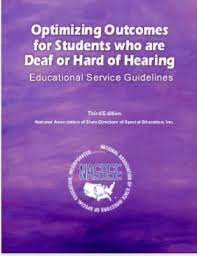 Optimizing Outcomes
for Students who are
Deaf or Hard of Hearing
Educational Service Guidelines
Third Edition
National Association of State Directors of Special Education, Inc.
NASDSE